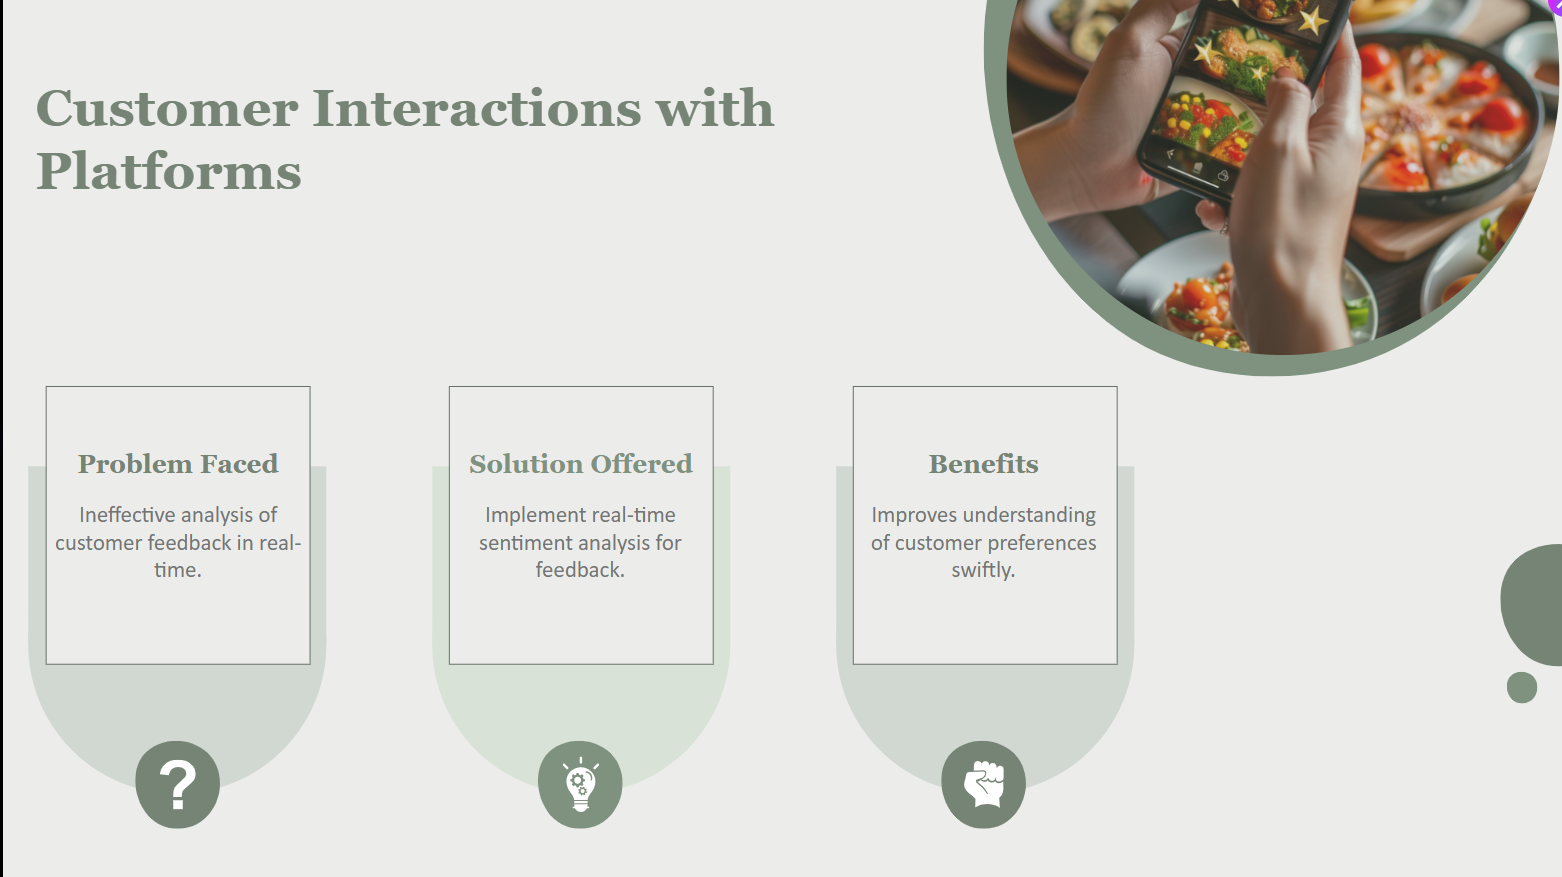 Customer Interactions with
Platforms
Problem Faced
Ineffective analysis of
customer feedback in real-
time.
Solution Offered
Implement real-time
sentiment analysis for
feedback.
Benefits
Improves understanding
of customer preferences
swiftly.
?